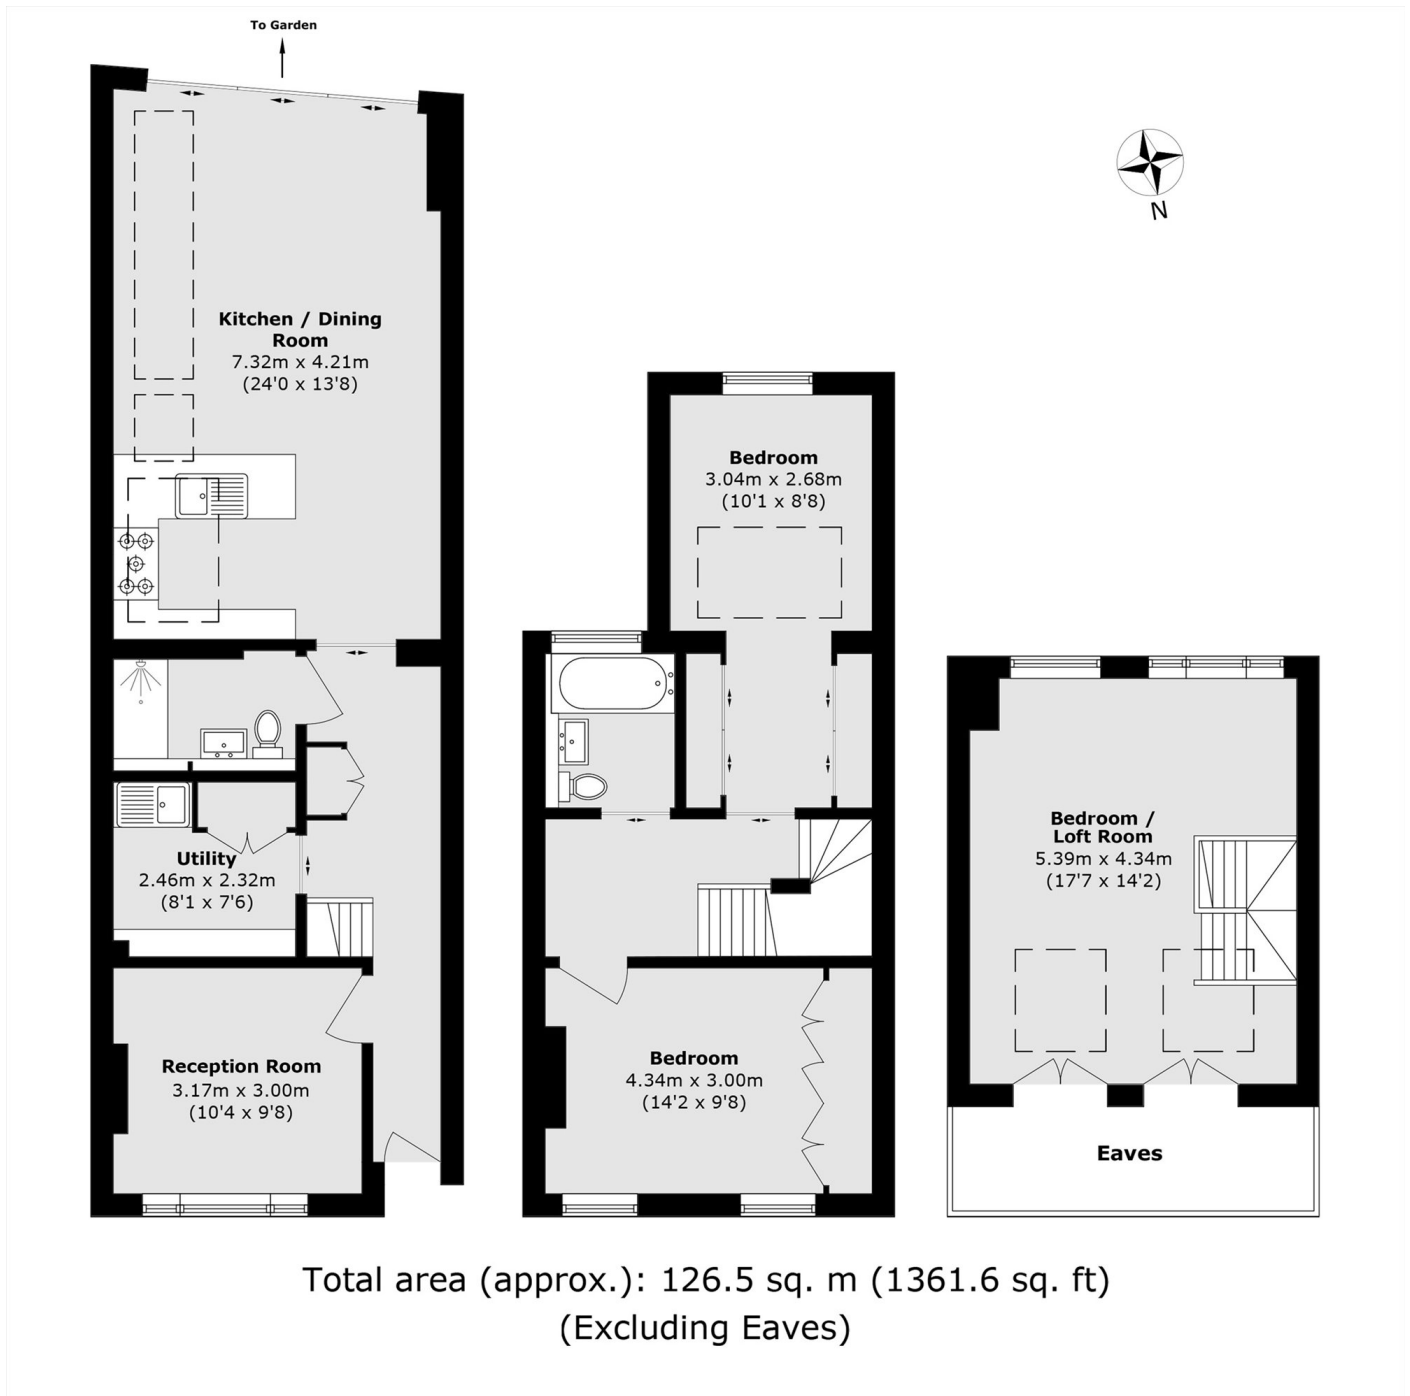 To Garden
N
Kitchen / Dining
Room
7.32m x 4.21m
(24'0 x 13'8)
Utility
2.46m x 2.32m
(8'1 x 7'6)
Reception Room
3.17m x 3.00m
(10'4 x 9'8)
Bedroom
3.04m x 2.68m
(10'1 x 8'8)
Bedroom
4.34m x 3.00m
(14'2 x 9'8)
Bedroom /
Loft Room
5.39m x 4.34m
(17'7 x 14'2)
Eaves
Total area (approx.): 126.5 sq. m (1361.6 sq. ft)
(Excluding Eaves)